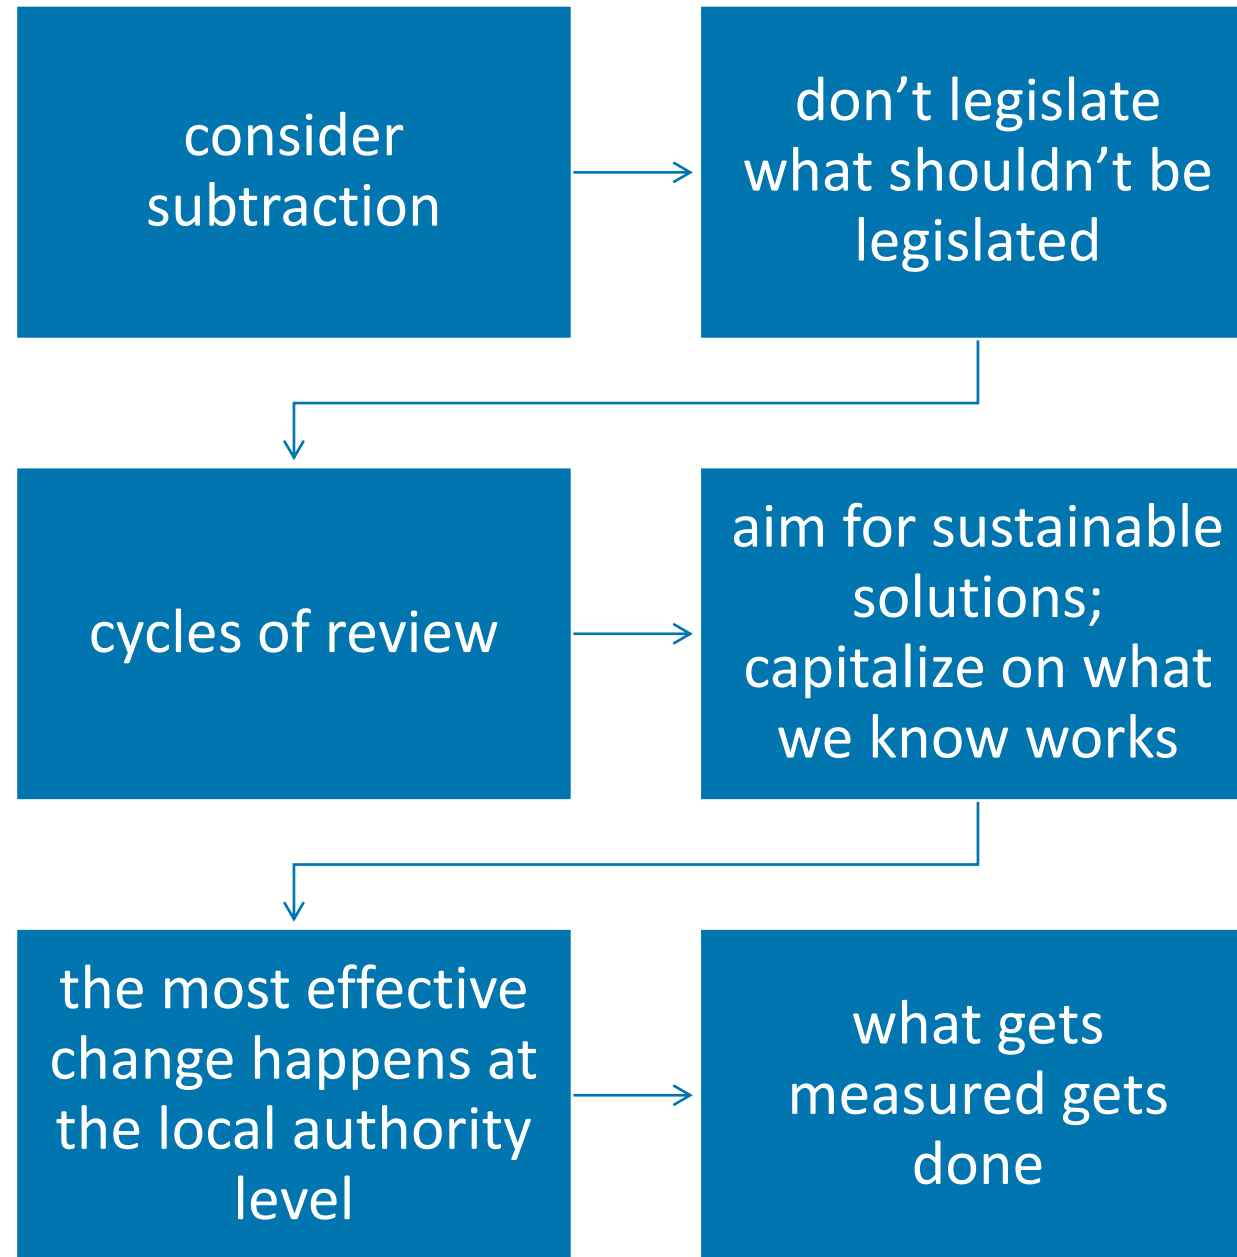 consider
subtraction
don’t legislate
what shouldn’t be
legislated
cycles of review
aim for sustainable
solutions;
capitalize on what
we know works
the most effective
change happens at
the local authority
level
what gets
measured gets
done